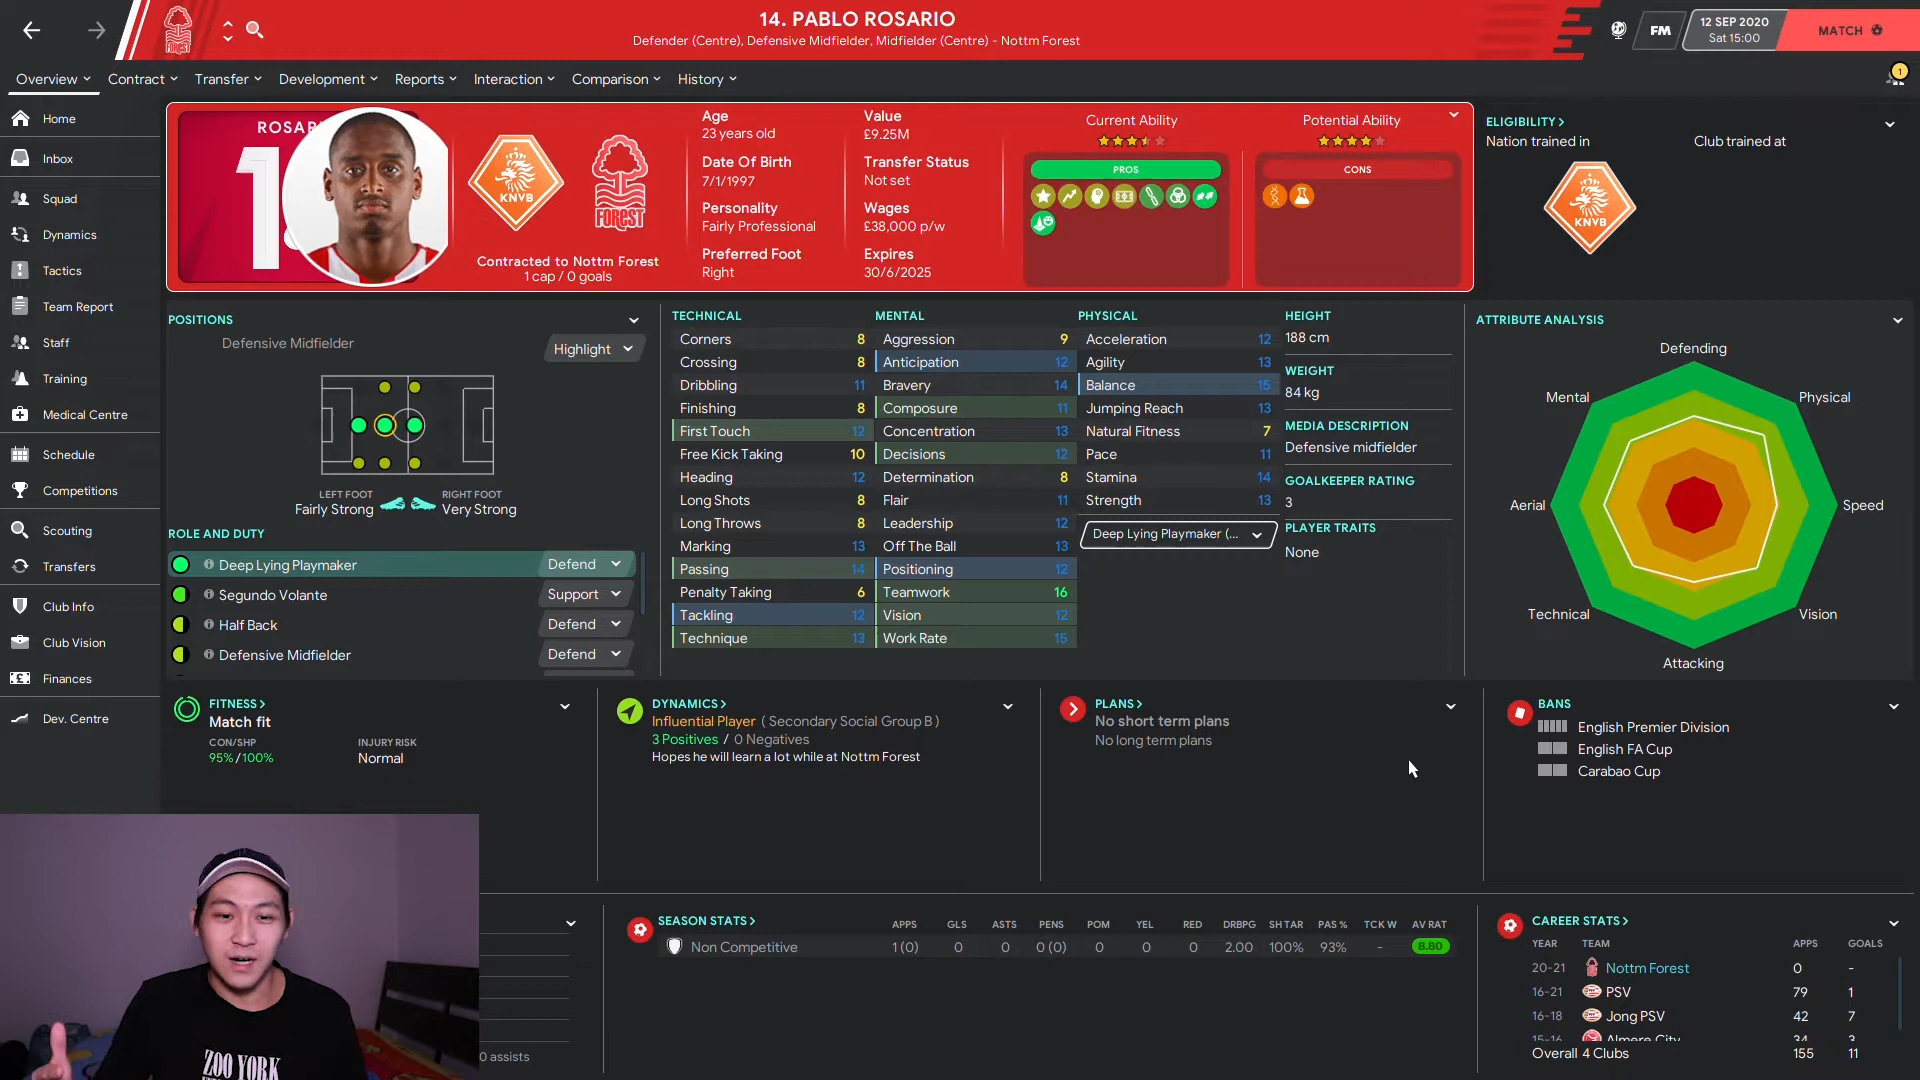 14. PABLO ROSARIO
Defender (Centre), Defensive Midfielder, Midfielder (Centre) - Nottm Forest
FOREST
FM
12 SEP 2020
Sat 15:00
MATCH
Overview
Contract
Transfer
Development
Reports
Interaction
Comparison
History
1
Home
Inbox
Squad
Dynamics
Tactics
Team Report
Staff
Training
Medical Centre
Schedule
Competitions
Scouting
Transfers
Club Info
Club Vision
Finances
Dev. Centre
KNVB
FOREST
Contracted to Nottm Forest
1 cap / 0 goals
Age
23 years old
Date Of Birth
7/1/1997
Personality
Fairly Professional
Preferred Foot
Right
Value
£9.25M
Transfer Status
Not set
Wages
£38,000 p/w
Expires
30/6/2025
Current Ability
PROS
Potential Ability
CONS
ELIGIBILITY >
Nation trained in
Club trained at
KNVB
POSITIONS
Defensive Midfielder
Highlight
LEFT FOOT
Fairly Strong
RIGHT FOOT
Very Strong
ROLE AND DUTY
Deep Lying Playmaker Defend
Segundo Volante Support
Half Back Defend
Defensive Midfielder Defend
TECHNICAL
Corners 8
Crossing 8
Dribbling 11
Finishing 8
First Touch 12
Free Kick Taking 10
Heading 12
Long Shots 8
Long Throws 8
Marking 13
Passing 14
Penalty Taking 6
Tackling 12
Technique 13
MENTAL
Aggression 9
Anticipation 12
Bravery 14
Composure 11
Concentration 13
Decisions 12
Determination 8
Flair 11
Leadership 12
Off The Ball 13
Positioning 12
Teamwork 16
Vision 12
Work Rate 15
PHYSICAL
Acceleration 12
Agility 13
Balance 15
Jumping Reach 13
Natural Fitness 7
Pace 11
Stamina 14
Strength 13
Deep Lying Playmaker (...
HEIGHT
188 cm
WEIGHT
84 kg
MEDIA DESCRIPTION
Defensive midfielder
GOALKEEPER RATING
3
PLAYER TRAITS
None
ATTRIBUTE ANALYSIS
Defending
Physical
Speed
Vision
Attacking
Technical
Aerial
Mental
FITNESS >
Match fit
CON/SHP
95% / 100%
INJURY RISK
Normal
DYNAMICS >
Influential Player ( Secondary Social Group B )
3 Positives / 0 Negatives
Hopes he will learn a lot while at Nottm Forest
PLANS >
No short term plans
No long term plans
BANS
English Premier Division
English FA Cup
Carabao Cup
ZOO YORK
0 assists
SEASON STATS > APPS GLS ASTS PENS POM YEL RED DRBPG SH TAR PAS % TCK W AV RAT
Non Competitive 1 (0) 0 0 0 (0) 0 0 0 2.00 100% 93% - 8.80
CAREER STATS >
YEAR TEAM APPS GOALS
20-21 Nottm Forest 0 -
16-21 PSV 79 1
16-18 Jong PSV 42 7
15-16 Almere City 34 3
Overall 4 Clubs 155 11